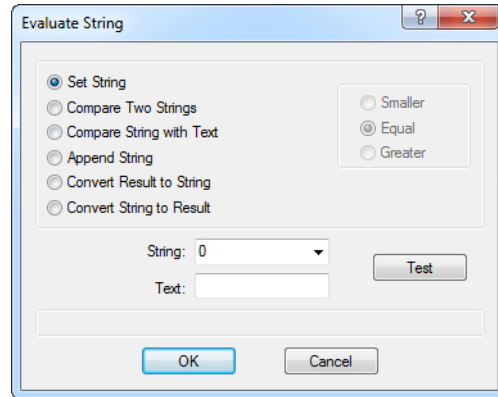 Evaluate String
Set String
Compare Two Strings
Compare String with Text
Append String
Convert Result to String
Convert String to Result
Smaller
Equal
Greater
String: 0
Text:
Test
OK
Cancel